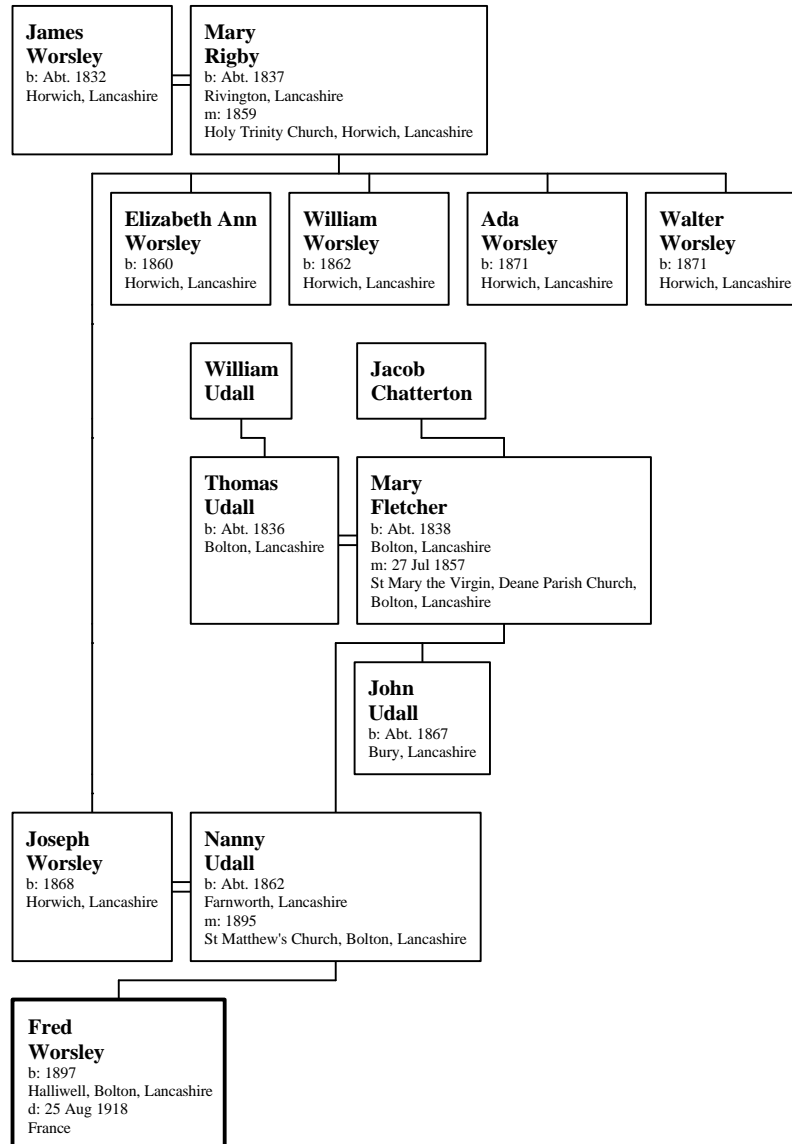 James
Worsley
b: Abt. 1832
Horwich, Lancashire
Mary
Rigby
b: Abt. 1837
Rivington, Lancashire
m: 1859
Holy Trinity Church, Horwich, Lancashire
Elizabeth Ann
Worsley
b: 1860
Horwich, Lancashire
William
Worsley
b: 1862
Horwich, Lancashire
Ada
Worsley
b: 1871
Horwich, Lancashire
Walter
Worsley
b: 1871
Horwich, Lancashire
William
Udall
Jacob
Chatterton
Thomas
Udall
b: Abt. 1836
Bolton, Lancashire
Mary
Fletcher
b: Abt. 1838
Bolton, Lancashire
m: 27 Jul 1857
St Mary the Virgin, Deane Parish Church,
Bolton, Lancashire
John
Udall
b: Abt. 1867
Bury, Lancashire
Joseph
Worsley
b: 1868
Horwich, Lancashire
Nanny
Udall
b: Abt. 1862
Farnworth, Lancashire
m: 1895
St Matthew's Church, Bolton, Lancashire
Fred
Worsley
b: 1897
Halliwell, Bolton, Lancashire
d: 25 Aug 1918
France